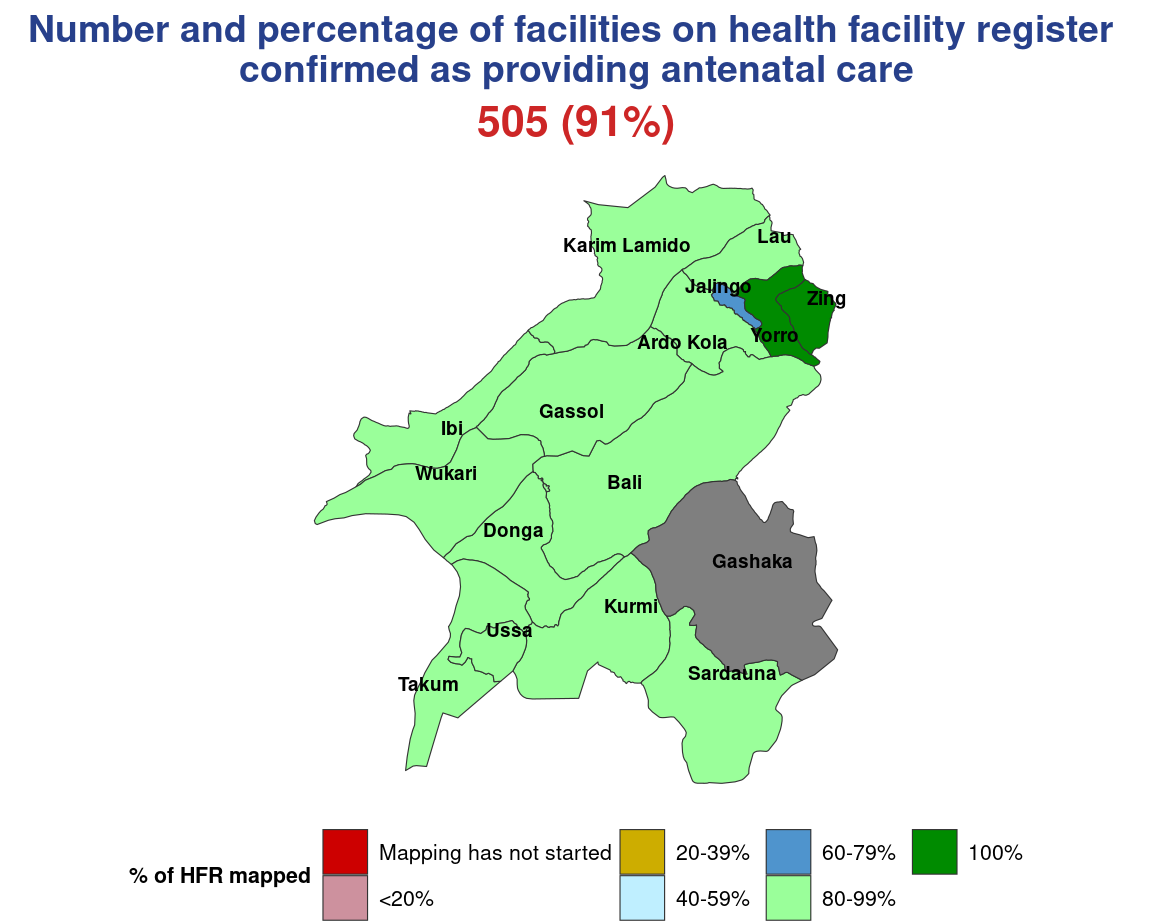 Number and percentage of facilities on health facility register
confirmed as providing antenatal care
505 (91%)
Karim Lamido
Lau
Jalingo
Zing
Yorro
Ardo Kola
Gassol
Ibi
Wukari
Bali
Donga
Gashaka
Kurmi
Ussa
Sardauna
Takum
% of HFR mapped
Mapping has not started
<20%
20-39%
40-59%
60-79%
80-99%
100%